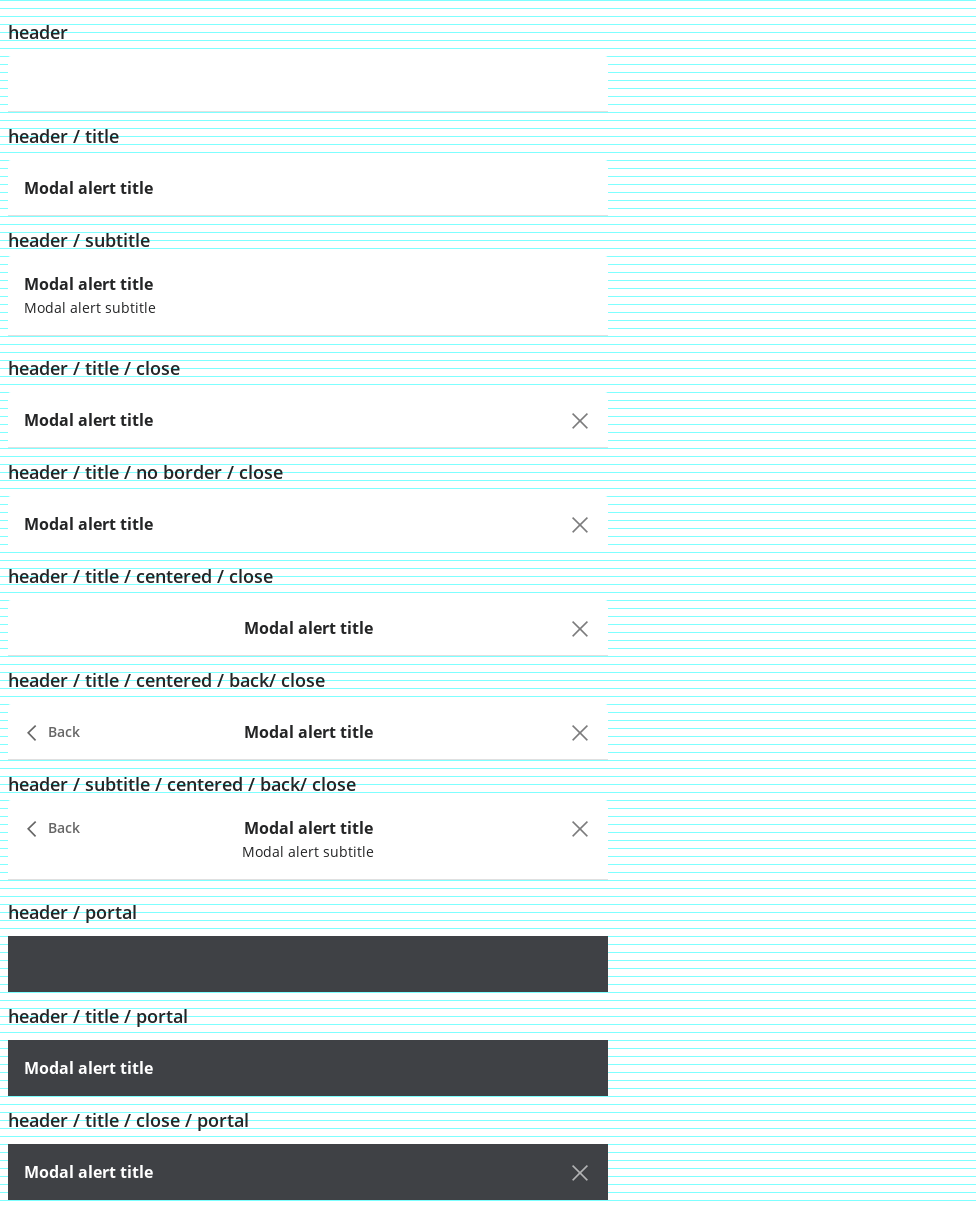 header
header / title
Modal alert title
header / subtitle
Modal alert title
Modal alert subtitle
header / title / close
Modal alert title
header / title / no border / close
Modal alert title
header / title / centered / close
Modal alert title
header / title / centered / back/ close
Back Modal alert title
header / subtitle / centered / back/ close
Back Modal alert title
Modal alert subtitle
header / portal
header / title / portal
Modal alert title
header / title / close / portal
Modal alert title